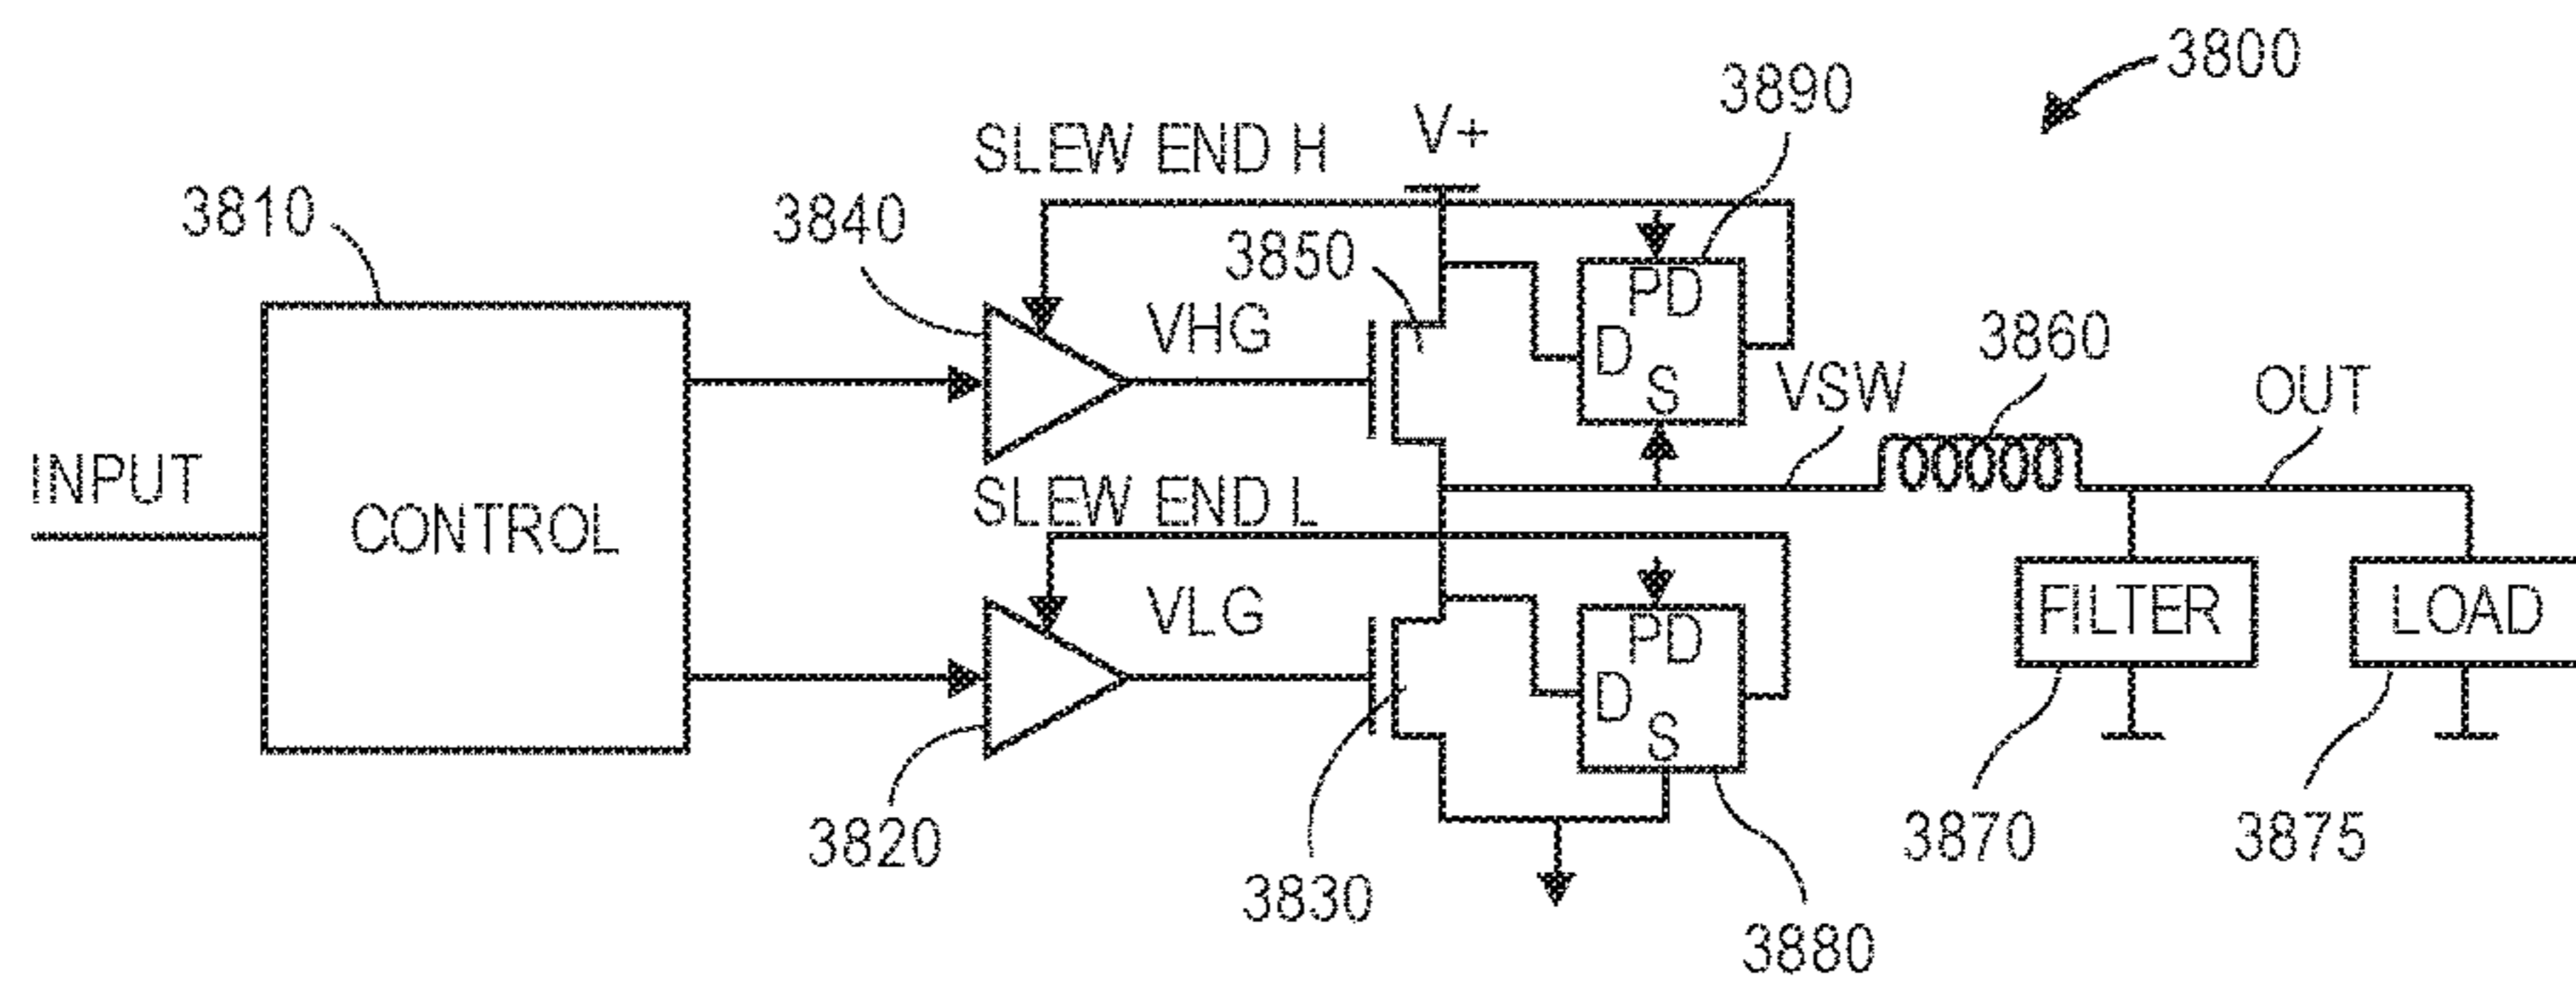 3800
3890
V+
SLEW END H
3810
3840
3850
PD
D
S
VHG
3860
VSW
OUT
INPUT
CONTROL
SLEW END L
VLG
PD
D
S
FILTER
LOAD
3820
3830
3880
3870
3875